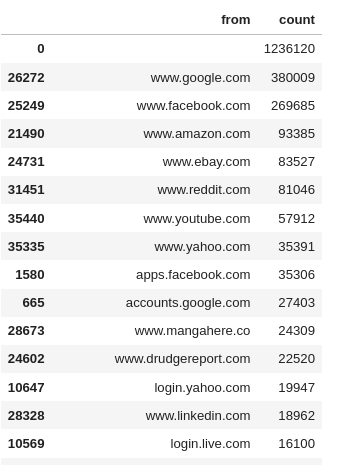 from count
0 1236120
26272 www.google.com 380009
25249 www.facebook.com 269685
21490 www.amazon.com 93385
24731 www.ebay.com 83527
31451 www.reddit.com 81046
35440 www.youtube.com 57912
35335 www.yahoo.com 35391
1580 apps.facebook.com 35306
665 accounts.google.com 27403
28673 www.mangahere.co 24309
24602 www.drudgereport.com 22520
10647 login.yahoo.com 19947
28328 www.linkedin.com 18962
10569 login.live.com 16100